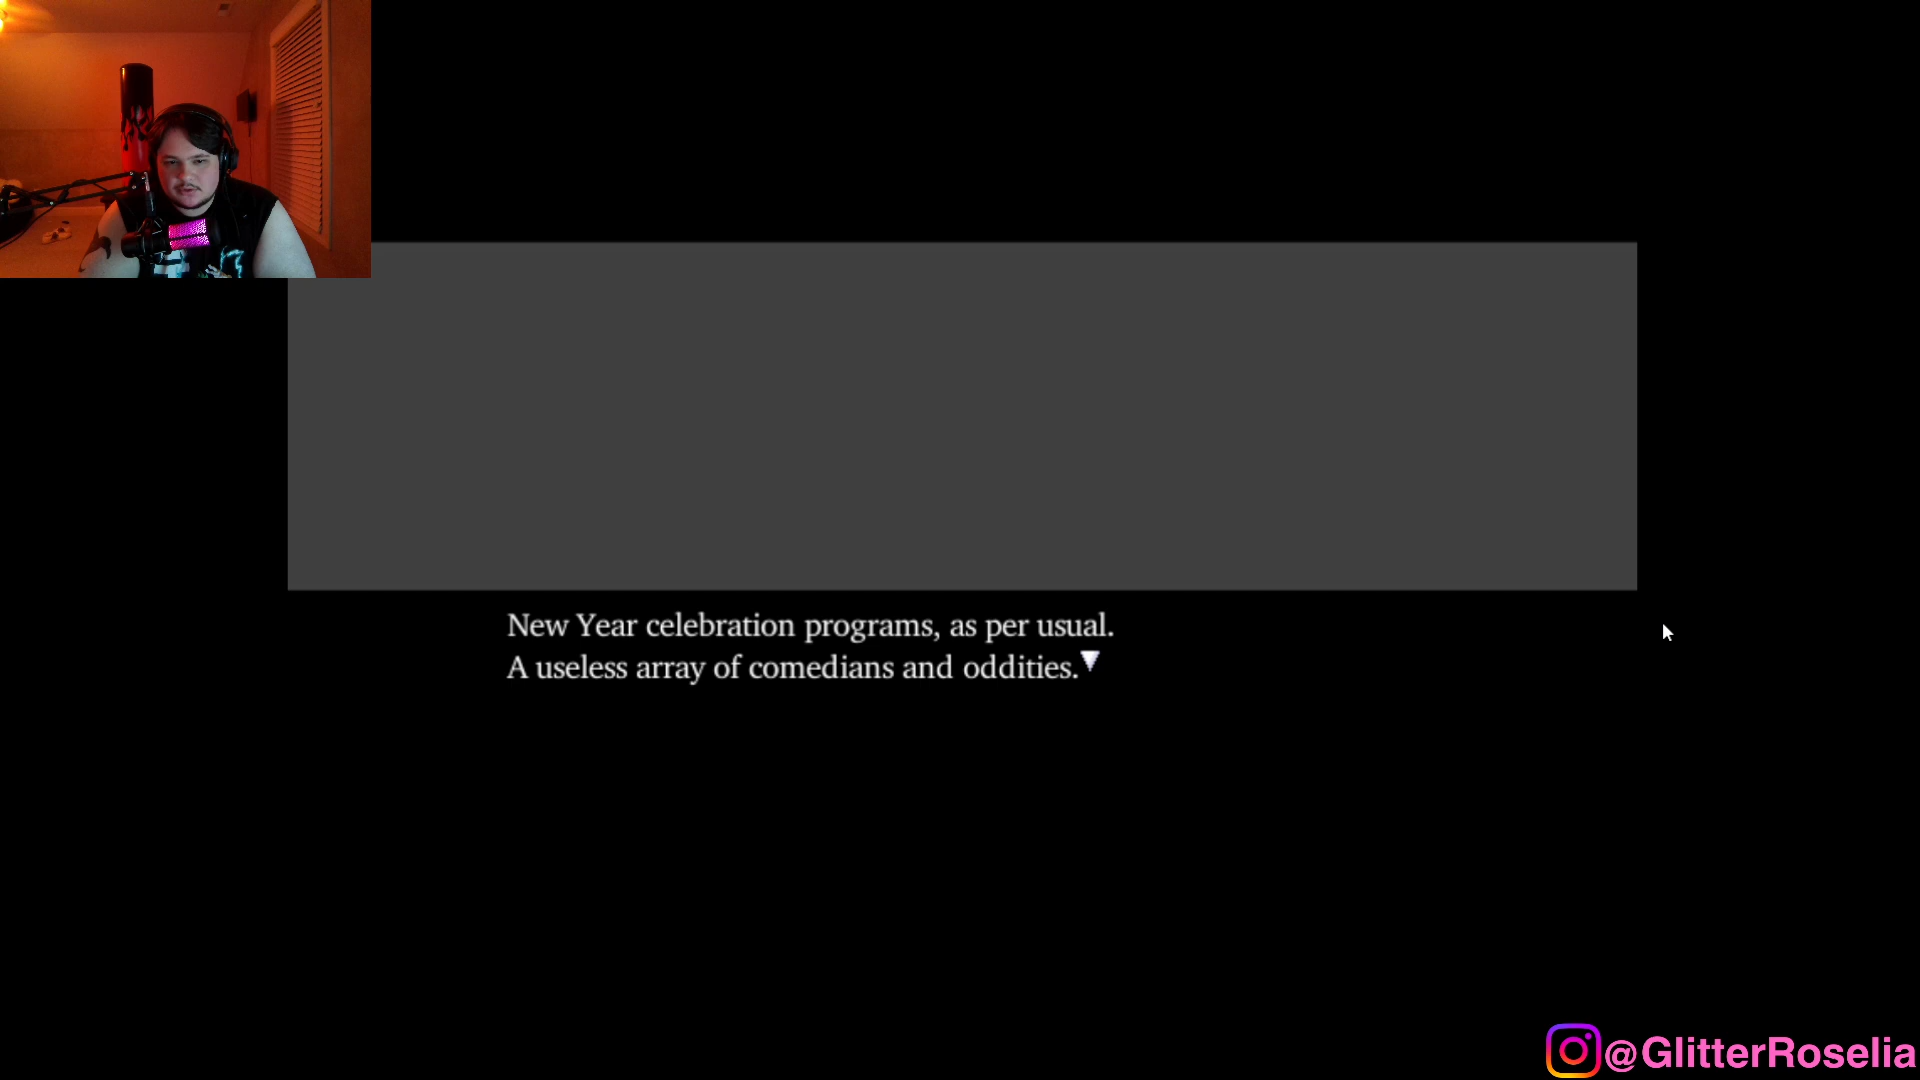 New Year celebration programs, as per usual.
A useless array of comedians and oddities.
@GlitterRoselia